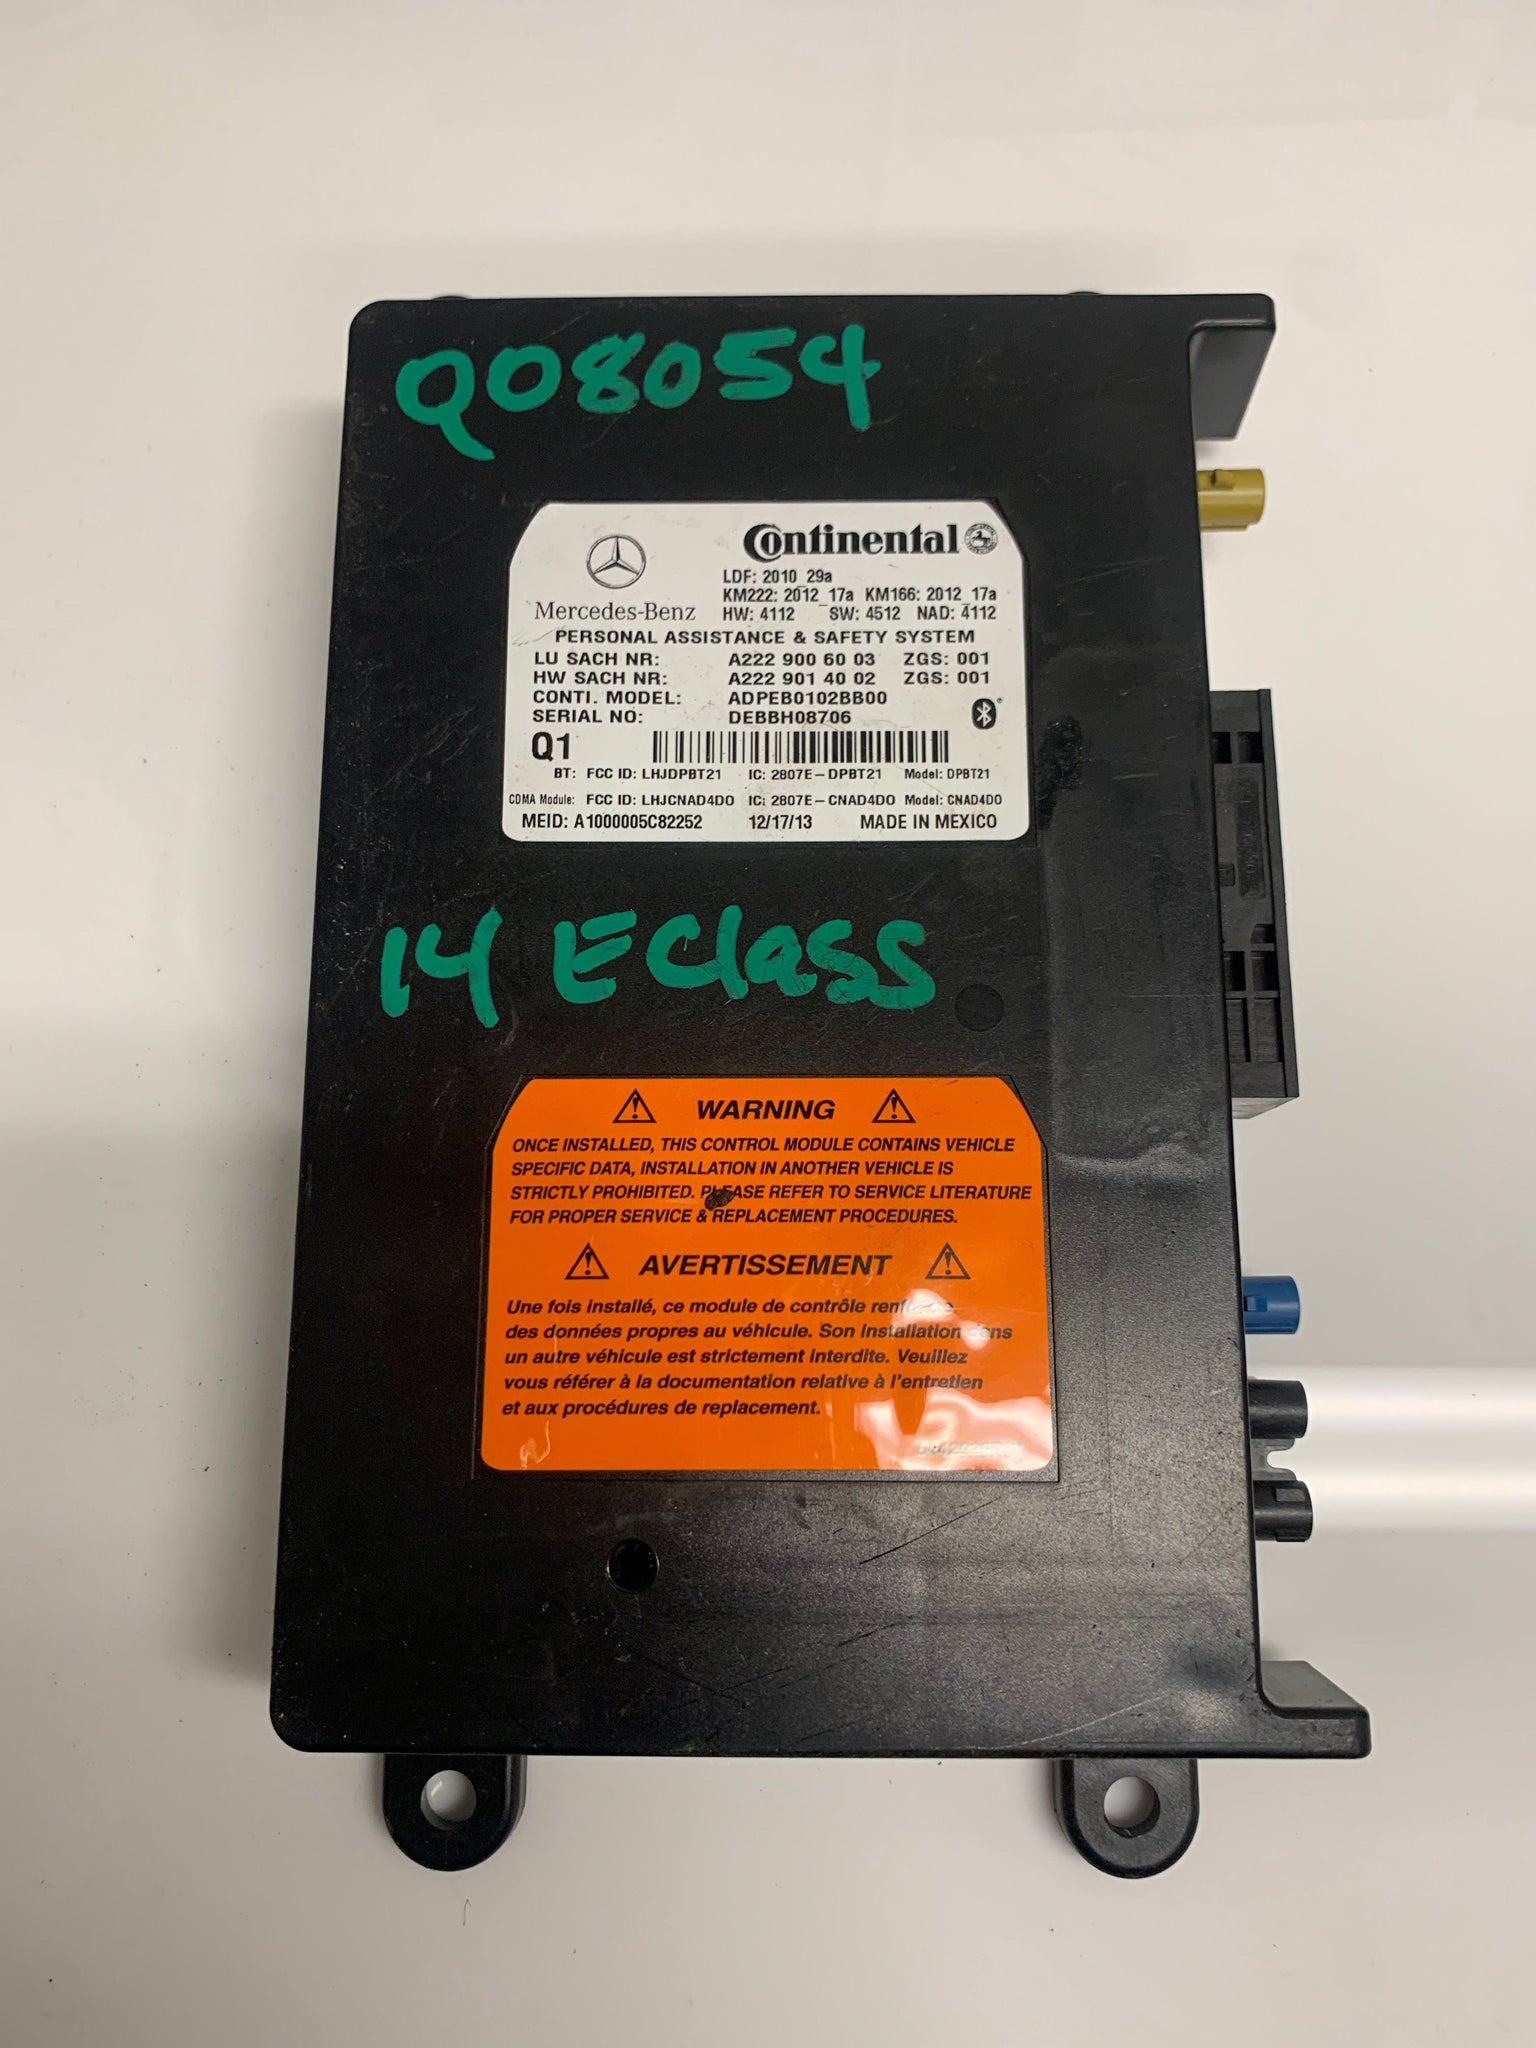 Q08054
Continental
Mercedes-Benz
LDF: 2010_29a
KM222: 2012_17a KM166: 2012_17a
HW: 4112 SW: 4512 NAD: 4112
PERSONAL ASSISTANCE & SAFETY SYSTEM
LU SACH NR: A222 900 60 03 ZGS: 001
HW SACH NR: A222 901 40 02 ZGS: 001
CONTI. MODEL: ADPEB0102BB00
SERIAL NO: DEBBH08706
Q1
BT: FCC ID: LHJDPBT21 IC: 2807E-DPBT21 Model: DPBT21
CDMA Module: FCC ID: LHJCNAD4DO IC: 2807E-CNAD4DO Model: CNAD4DO
MEID: A1000005C82252 12/17/13 MADE IN MEXICO
14 EClass
WARNING
ONCE INSTALLED, THIS CONTROL MODULE CONTAINS VEHICLE
SPECIFIC DATA, INSTALLATION IN ANOTHER VEHICLE IS
STRICTLY PROHIBITED. PLEASE REFER TO SERVICE LITERATURE
FOR PROPER SERVICE & REPLACEMENT PROCEDURES.
AVERTISSEMENT
Une fois installé, ce module de contrôle renferme
des données propres au véhicule. Son installation dans
un autre véhicule est strictement interdite. Veuillez
vous référer à la documentation relative à l'entretien
et aux procédures de replacement.